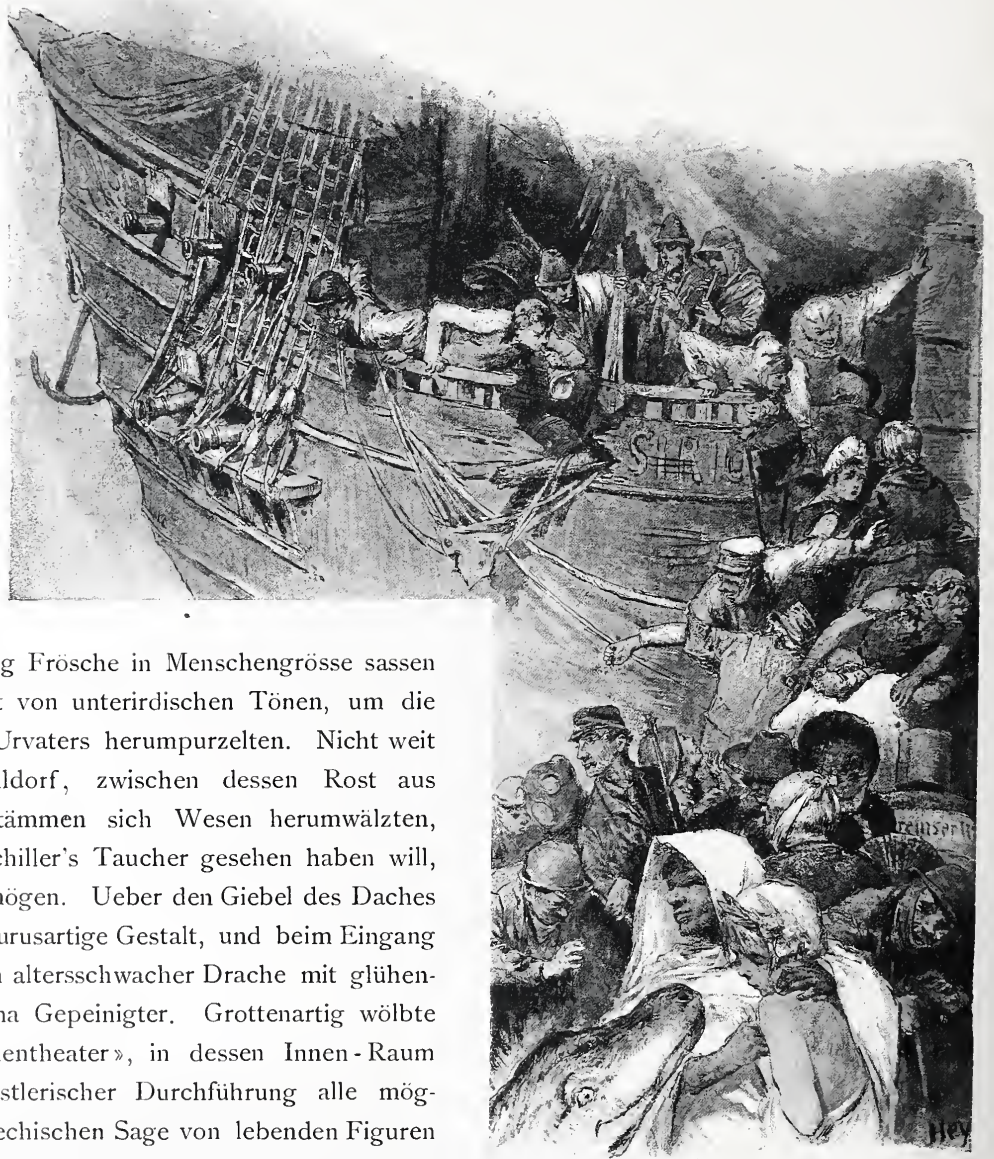 g Frösche in Menschengrösse sassen
von unterirdischen Tönen, um die
Urvaters herumpurzelten. Nicht weit
ldorf, zwischen dessen Rost aus
tämmen sich Wesen herumwälzten,
chiller's Taucher gesehen haben will,
ögen. Ueber den Giebel des Daches
urusartige Gestalt, und beim Eingang
altersschwacher Drache mit glühen-
na Gepeinigter. Grottenartig wölbte
entheater», in dessen Innen-Raum
stlerischer Durchführung alle mög-
echischen Sage von lebenden Figuren
Hey